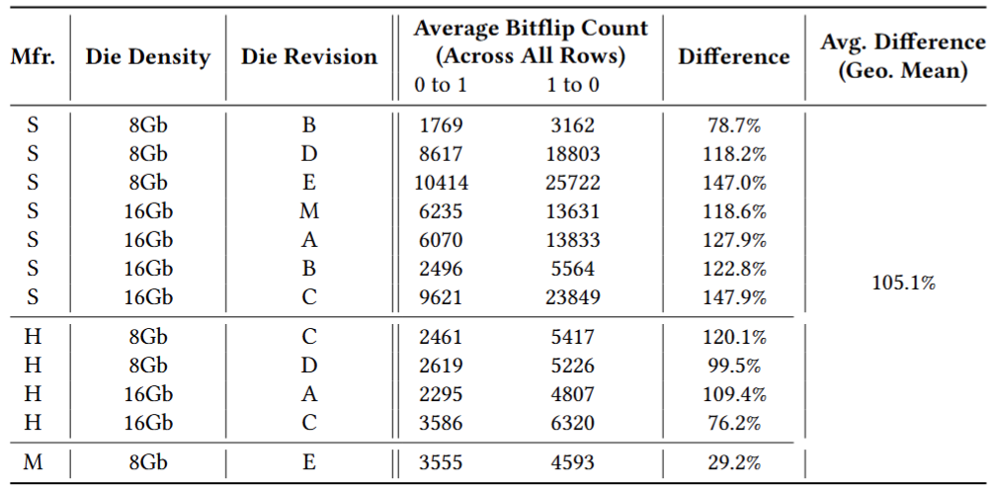 Mfr. Die Density Die Revision Average Bitflip Count (Across All Rows) Difference Avg. Difference (Geo. Mean)
0 to 1 1 to 0
S 8Gb B 1769 3162 78.7%
S 8Gb D 8617 18803 118.2%
S 8Gb E 10414 25722 147.0%
S 16Gb M 6235 13631 118.6%
S 16Gb A 6070 13833 127.9%
S 16Gb B 2496 5564 122.8%
105.1%
S 16Gb C 9621 23849 147.9%
H 8Gb C 2461 5417 120.1%
H 8Gb D 2619 5226 99.5%
H 16Gb A 2295 4807 109.4%
H 16Gb C 3586 6320 76.2%
M 8Gb E 3555 4593 29.2%